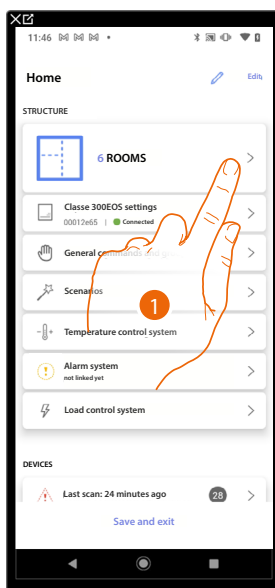 11:46
Home
Edit
STRUCTURE
6 ROOMS
Classe 300EOS settings
00012e65 | Connected
General commands and
Scenarios
1
Temperature control system
Alarm system
not linked yet
Load control system
DEVICES
Last scan: 24 minutes ago
28
Save and exit